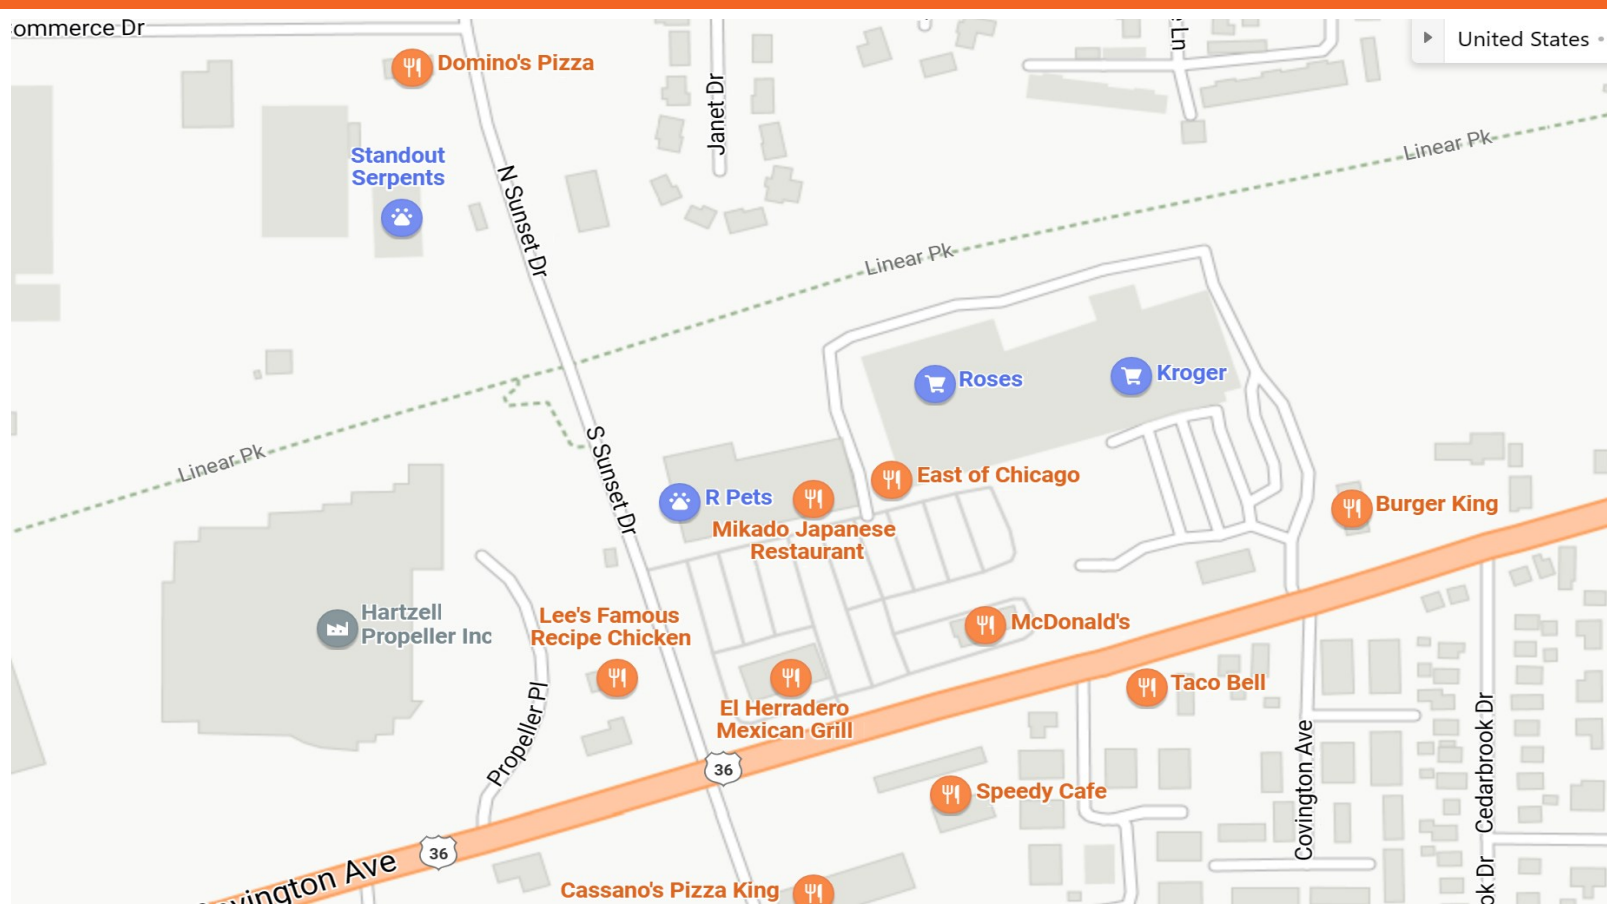 ommerce Dr
Domino's Pizza
Janet Dr
Ln
United States
Linear Pk
Standout
Serpents
N Sunset Dr
Linear Pk
Roses
Kroger
Linear Pk
S Sunset Dr
R Pets
Mikado Japanese
Restaurant
East of Chicago
Burger King
Hartzell
Propeller Inc
Lee's Famous
Recipe Chicken
McDonald's
Propeller Pl
El Herradero
Mexican Grill
Taco Bell
36
Speedy Cafe
Covington Ave
Cedarbrook Dr
36
vington Ave
Cassano's Pizza King
ok Dr